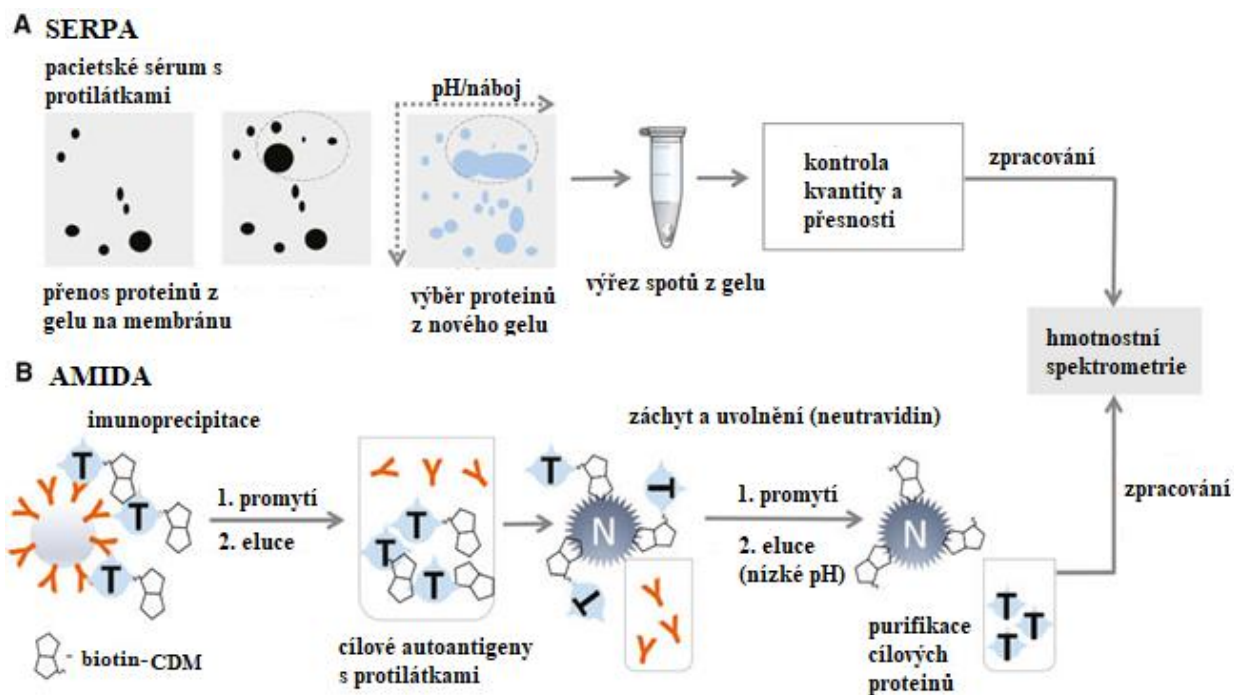 A SERPA
pacietské sérum s
protilátkami
pH/náboj
přenos proteinů z
gelu na membránu
výběr proteinů
z nového gelu
výřez spotů z gelu
kontrola
kvantity a
přesnosti
zpracování
hmotnostní
spektrometrie
B AMIDA
imunoprecipitace
T
T
T
1. promytí
2. eluce
T
T
T
cílové autoantigeny
s protilátkami
záchyt a uvolnění (neutravidin)
T
T
N
T
1. promytí
2. eluce
(nízké pH)
N
purifikace
cílových
proteinů
T
T
T
zpracování
biotin-CDM